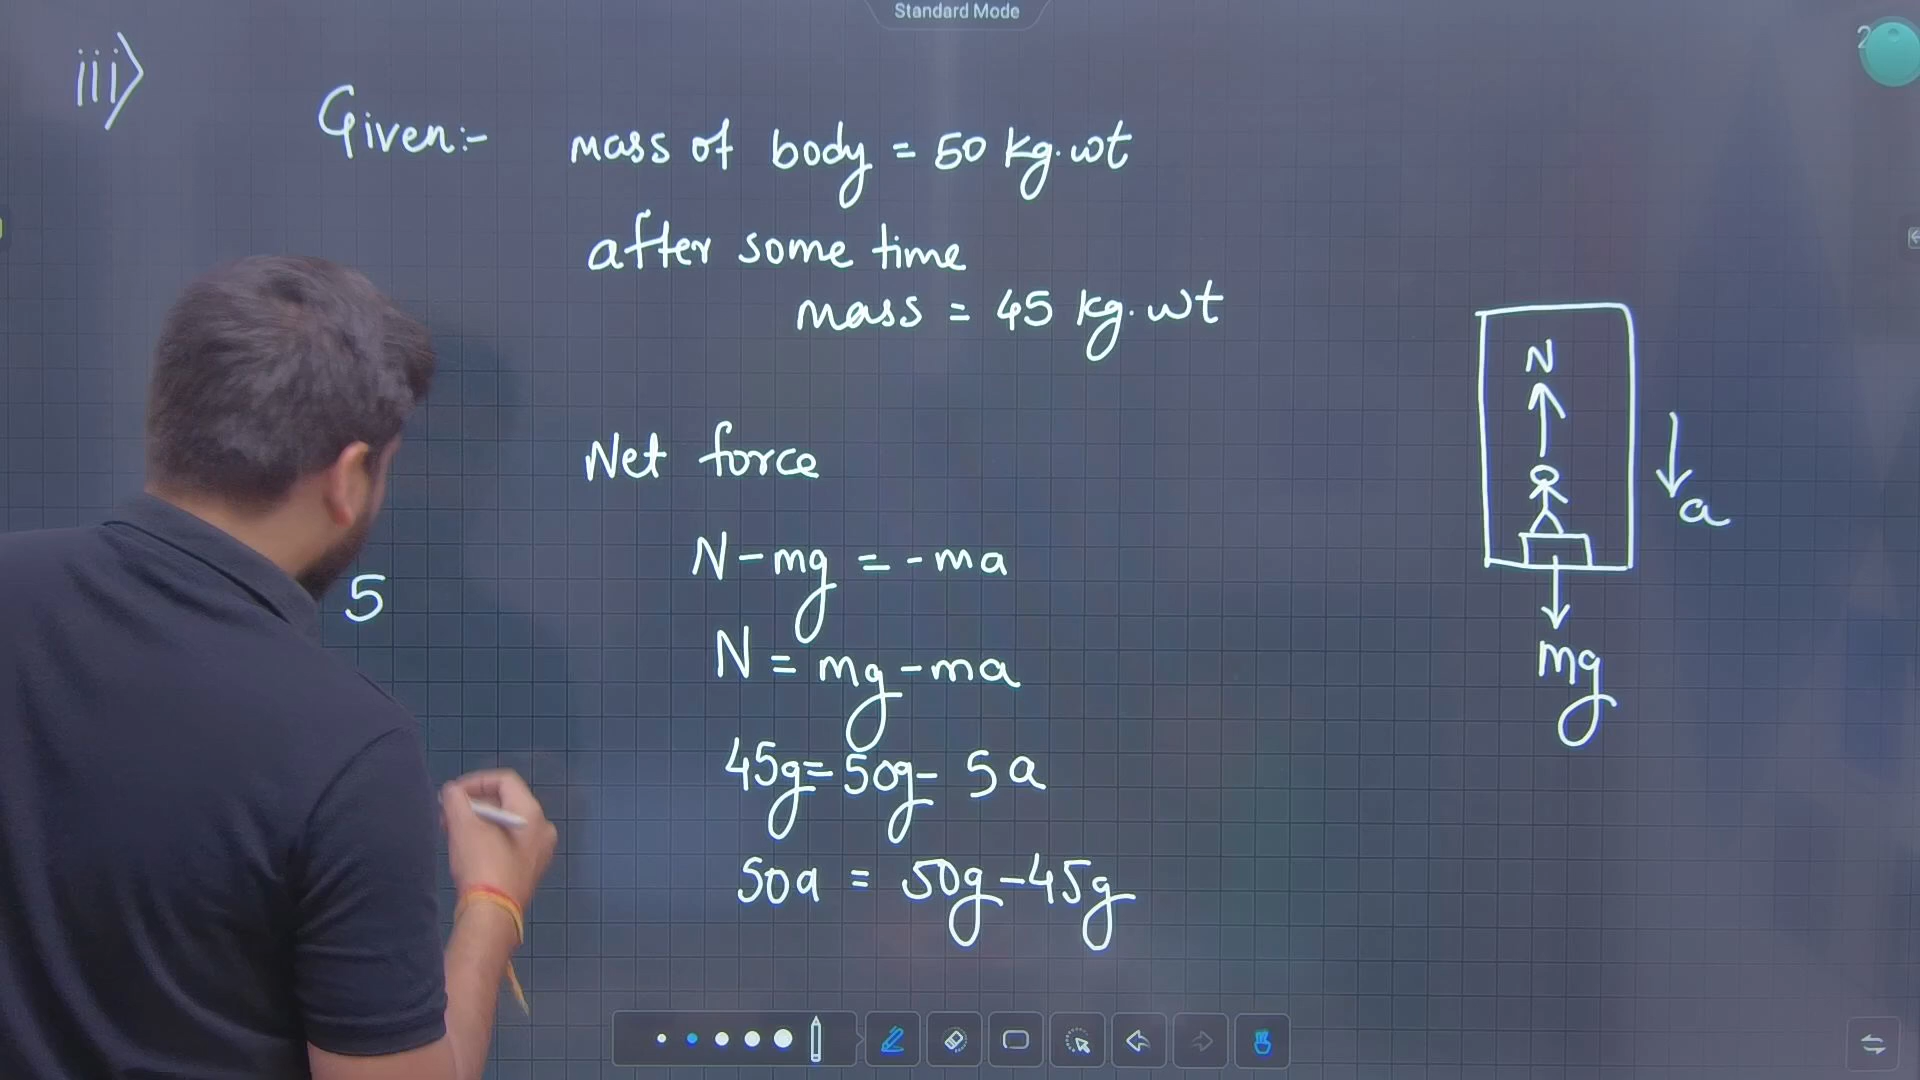 Standard Mode
2
iii)
Given:- mass of body = 50 kg.wt
after some time
mass = 45 kg.wt
Net force
N-mg = -ma
5
N = mg-ma
45g=50g- 5a
50a = 50g-45g
N
a
mg